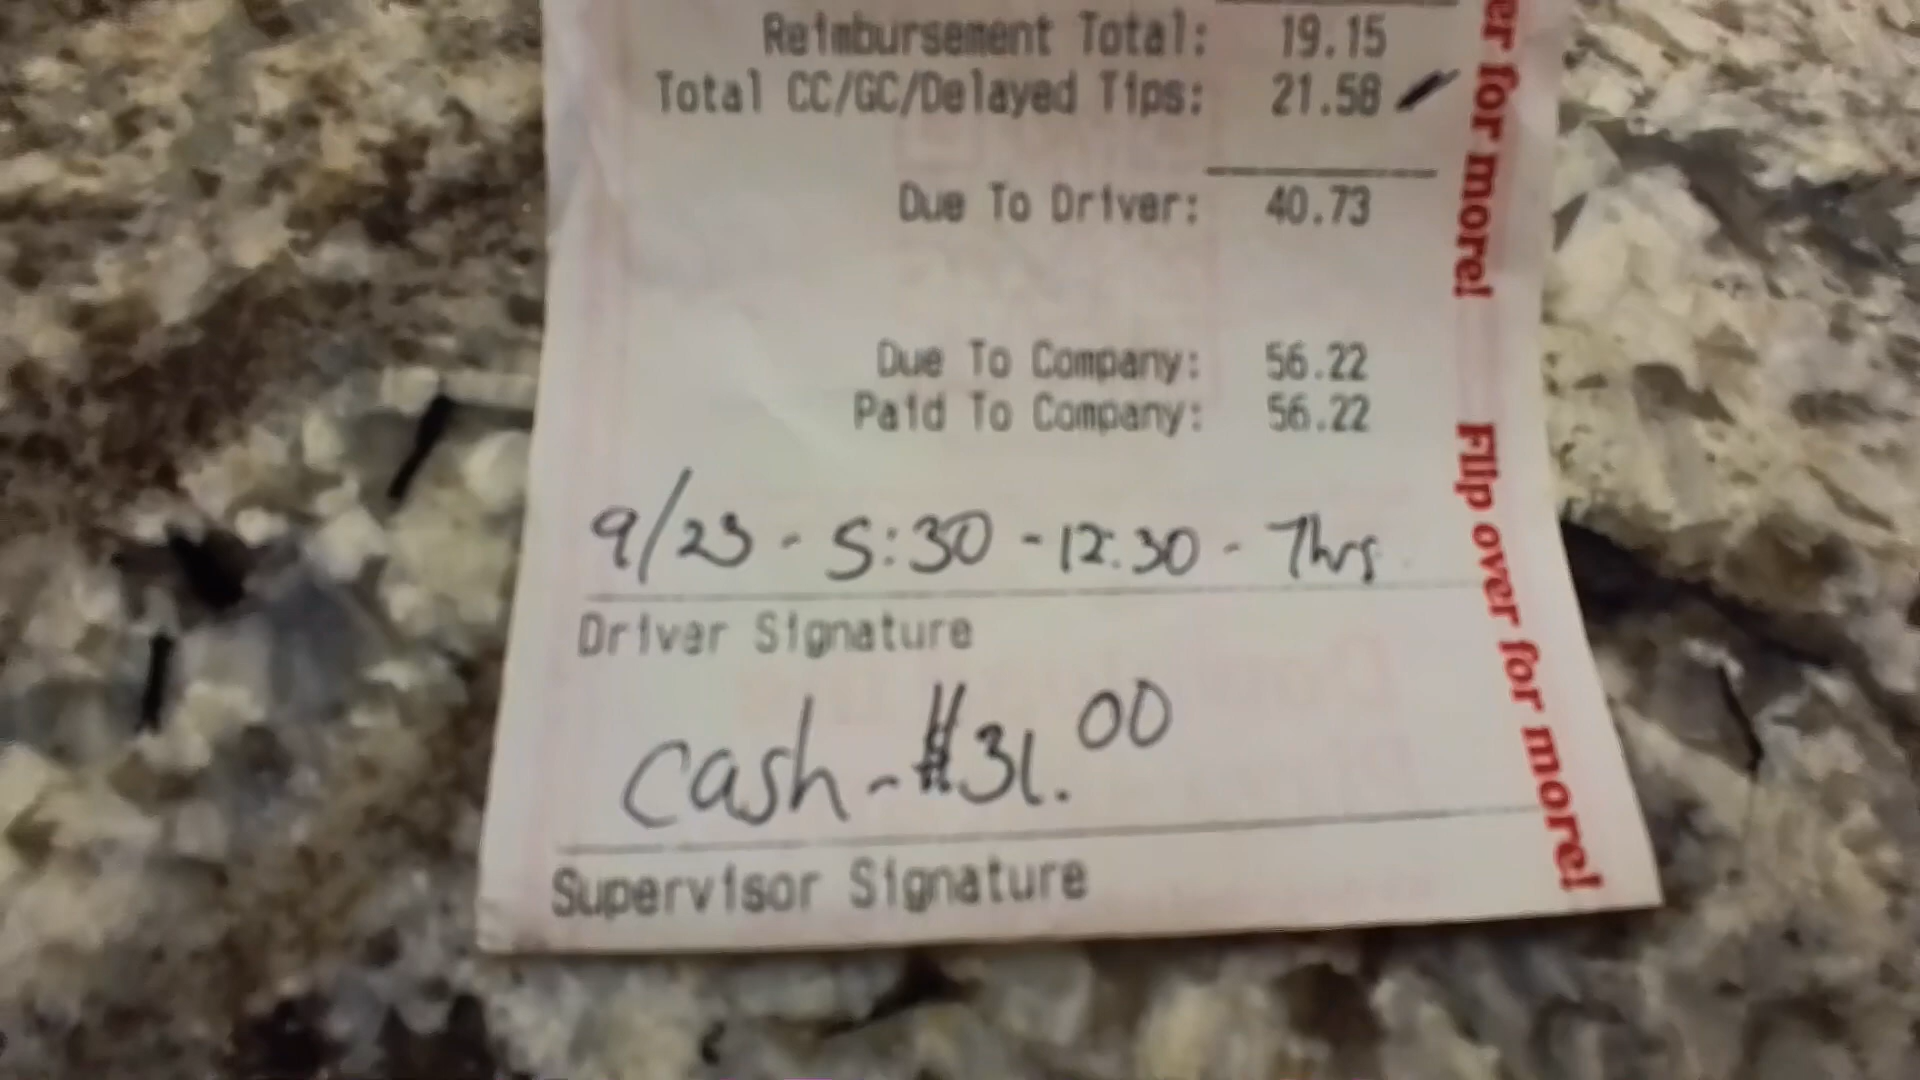 Reimbursement Total: 19.15
Total CC/GC/Delayed Tips: 21.58
Due To Driver: 40.73
Due To Company: 56.22
Paid To Company: 56.22
9/23 - 5:30 - 12:30 - 7hrs
Driver Signature
Cash - $31.00
Supervisor Signature
er for more!
Flip over for more!